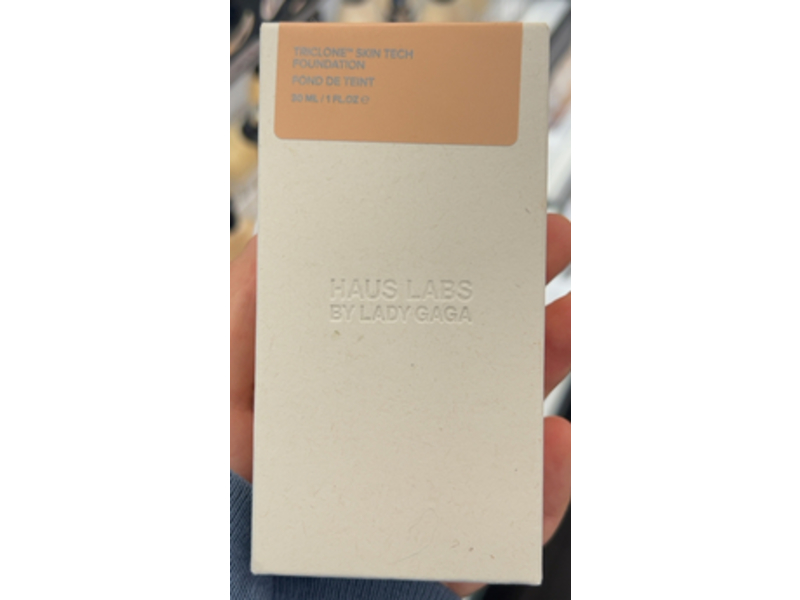 TRICLONE™ SKIN TECH
FOUNDATION
FOND DE TEINT
30 ML / 1 FL.OZ ℮
HAUS LABS
BY LADY GAGA